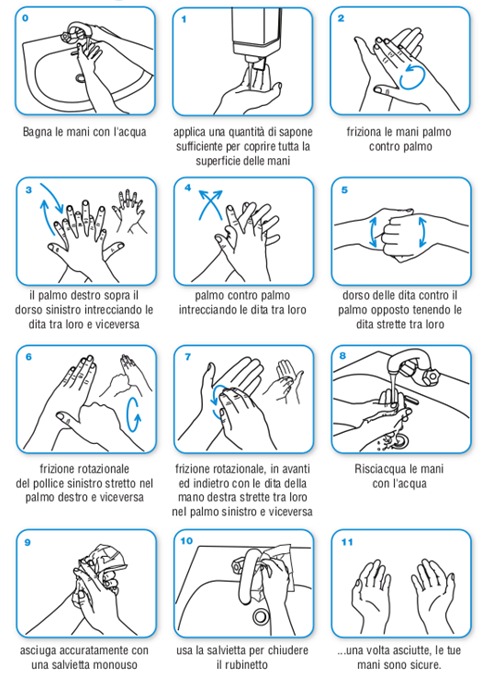 0
Bagna le mani con l'acqua
1
applica una quantità di sapone
sufficiente per coprire tutta la
superficie delle mani
2
friziona le mani palmo
contro palmo
3
il palmo destro sopra il
dorso sinistro intrecciando le
dita tra loro e viceversa
4
palmo contro palmo
intrecciando le dita tra loro
5
dorso delle dita contro il
palmo opposto tenendo le
dita strette tra loro
6
frizione rotazionale
del pollice sinistro stretto nel
palmo destro e viceversa
7
frizione rotazionale, in avanti
ed indietro con le dita della
mano destra strette tra loro
nel palmo sinistro e viceversa
8
Risciacqua le mani
con l'acqua
9
asciuga accuratamente con
una salvietta monouso
10
usa la salvietta per chiudere
il rubinetto
11
...una volta asciutte, le tue
mani sono sicure.